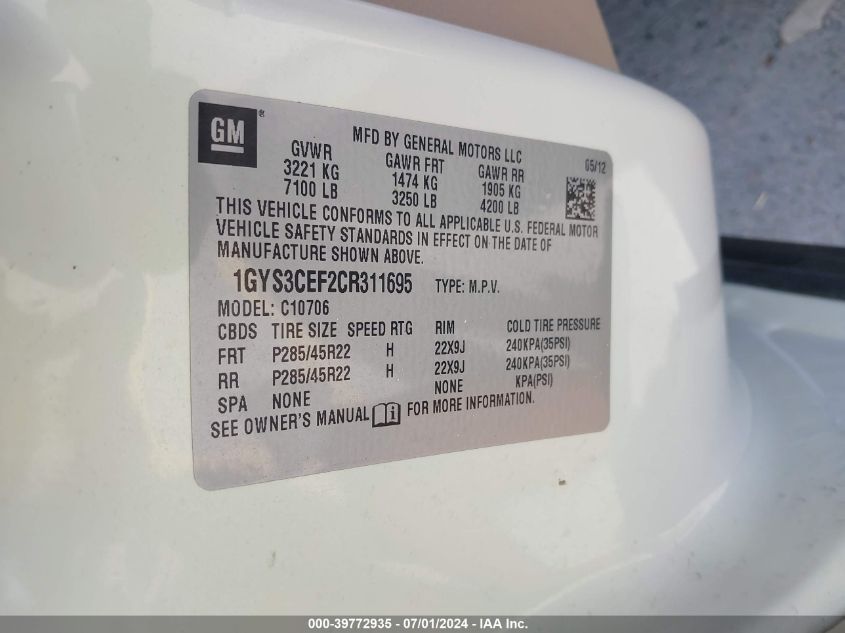 GM ®
MFD BY GENERAL MOTORS LLC
05/12
GVWR GAWR FRT GAWR RR
3221 KG 1474 KG 1905 KG
7100 LB 3250 LB 4200 LB
THIS VEHICLE CONFORMS TO ALL APPLICABLE U.S. FEDERAL MOTOR
VEHICLE SAFETY STANDARDS IN EFFECT ON THE DATE OF
MANUFACTURE SHOWN ABOVE.
1GYS3CEF2CR311695 TYPE: M.P.V.
MODEL: C10706
CBDS TIRE SIZE SPEED RTG RIM COLD TIRE PRESSURE
FRT P285/45R22 H 22X9J 240KPA(35PSI)
RR P285/45R22 H 22X9J 240KPA(35PSI)
SPA NONE NONE KPA(PSI)
SEE OWNER'S MANUAL FOR MORE INFORMATION.
000-39772935 - 07/01/2024 - IAA Inc.